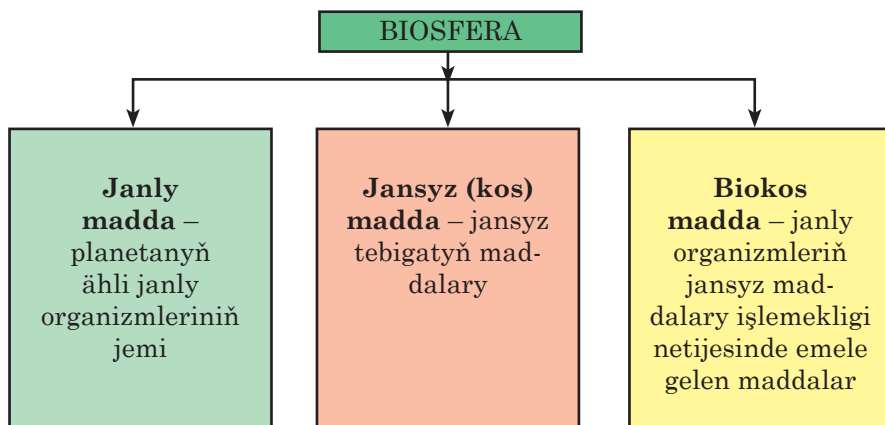 BIOSFERA
Janly
madda –
planetanyň
ähli janly
organizmleriniň
jemi
Jansyz (kos)
madda – jansyz
tebigatyň mad-
dalary
Biokos
madda – janly
organizmleriň
jansyz mad-
dalary işlemekligi
netijesinde emele
gelen maddalar